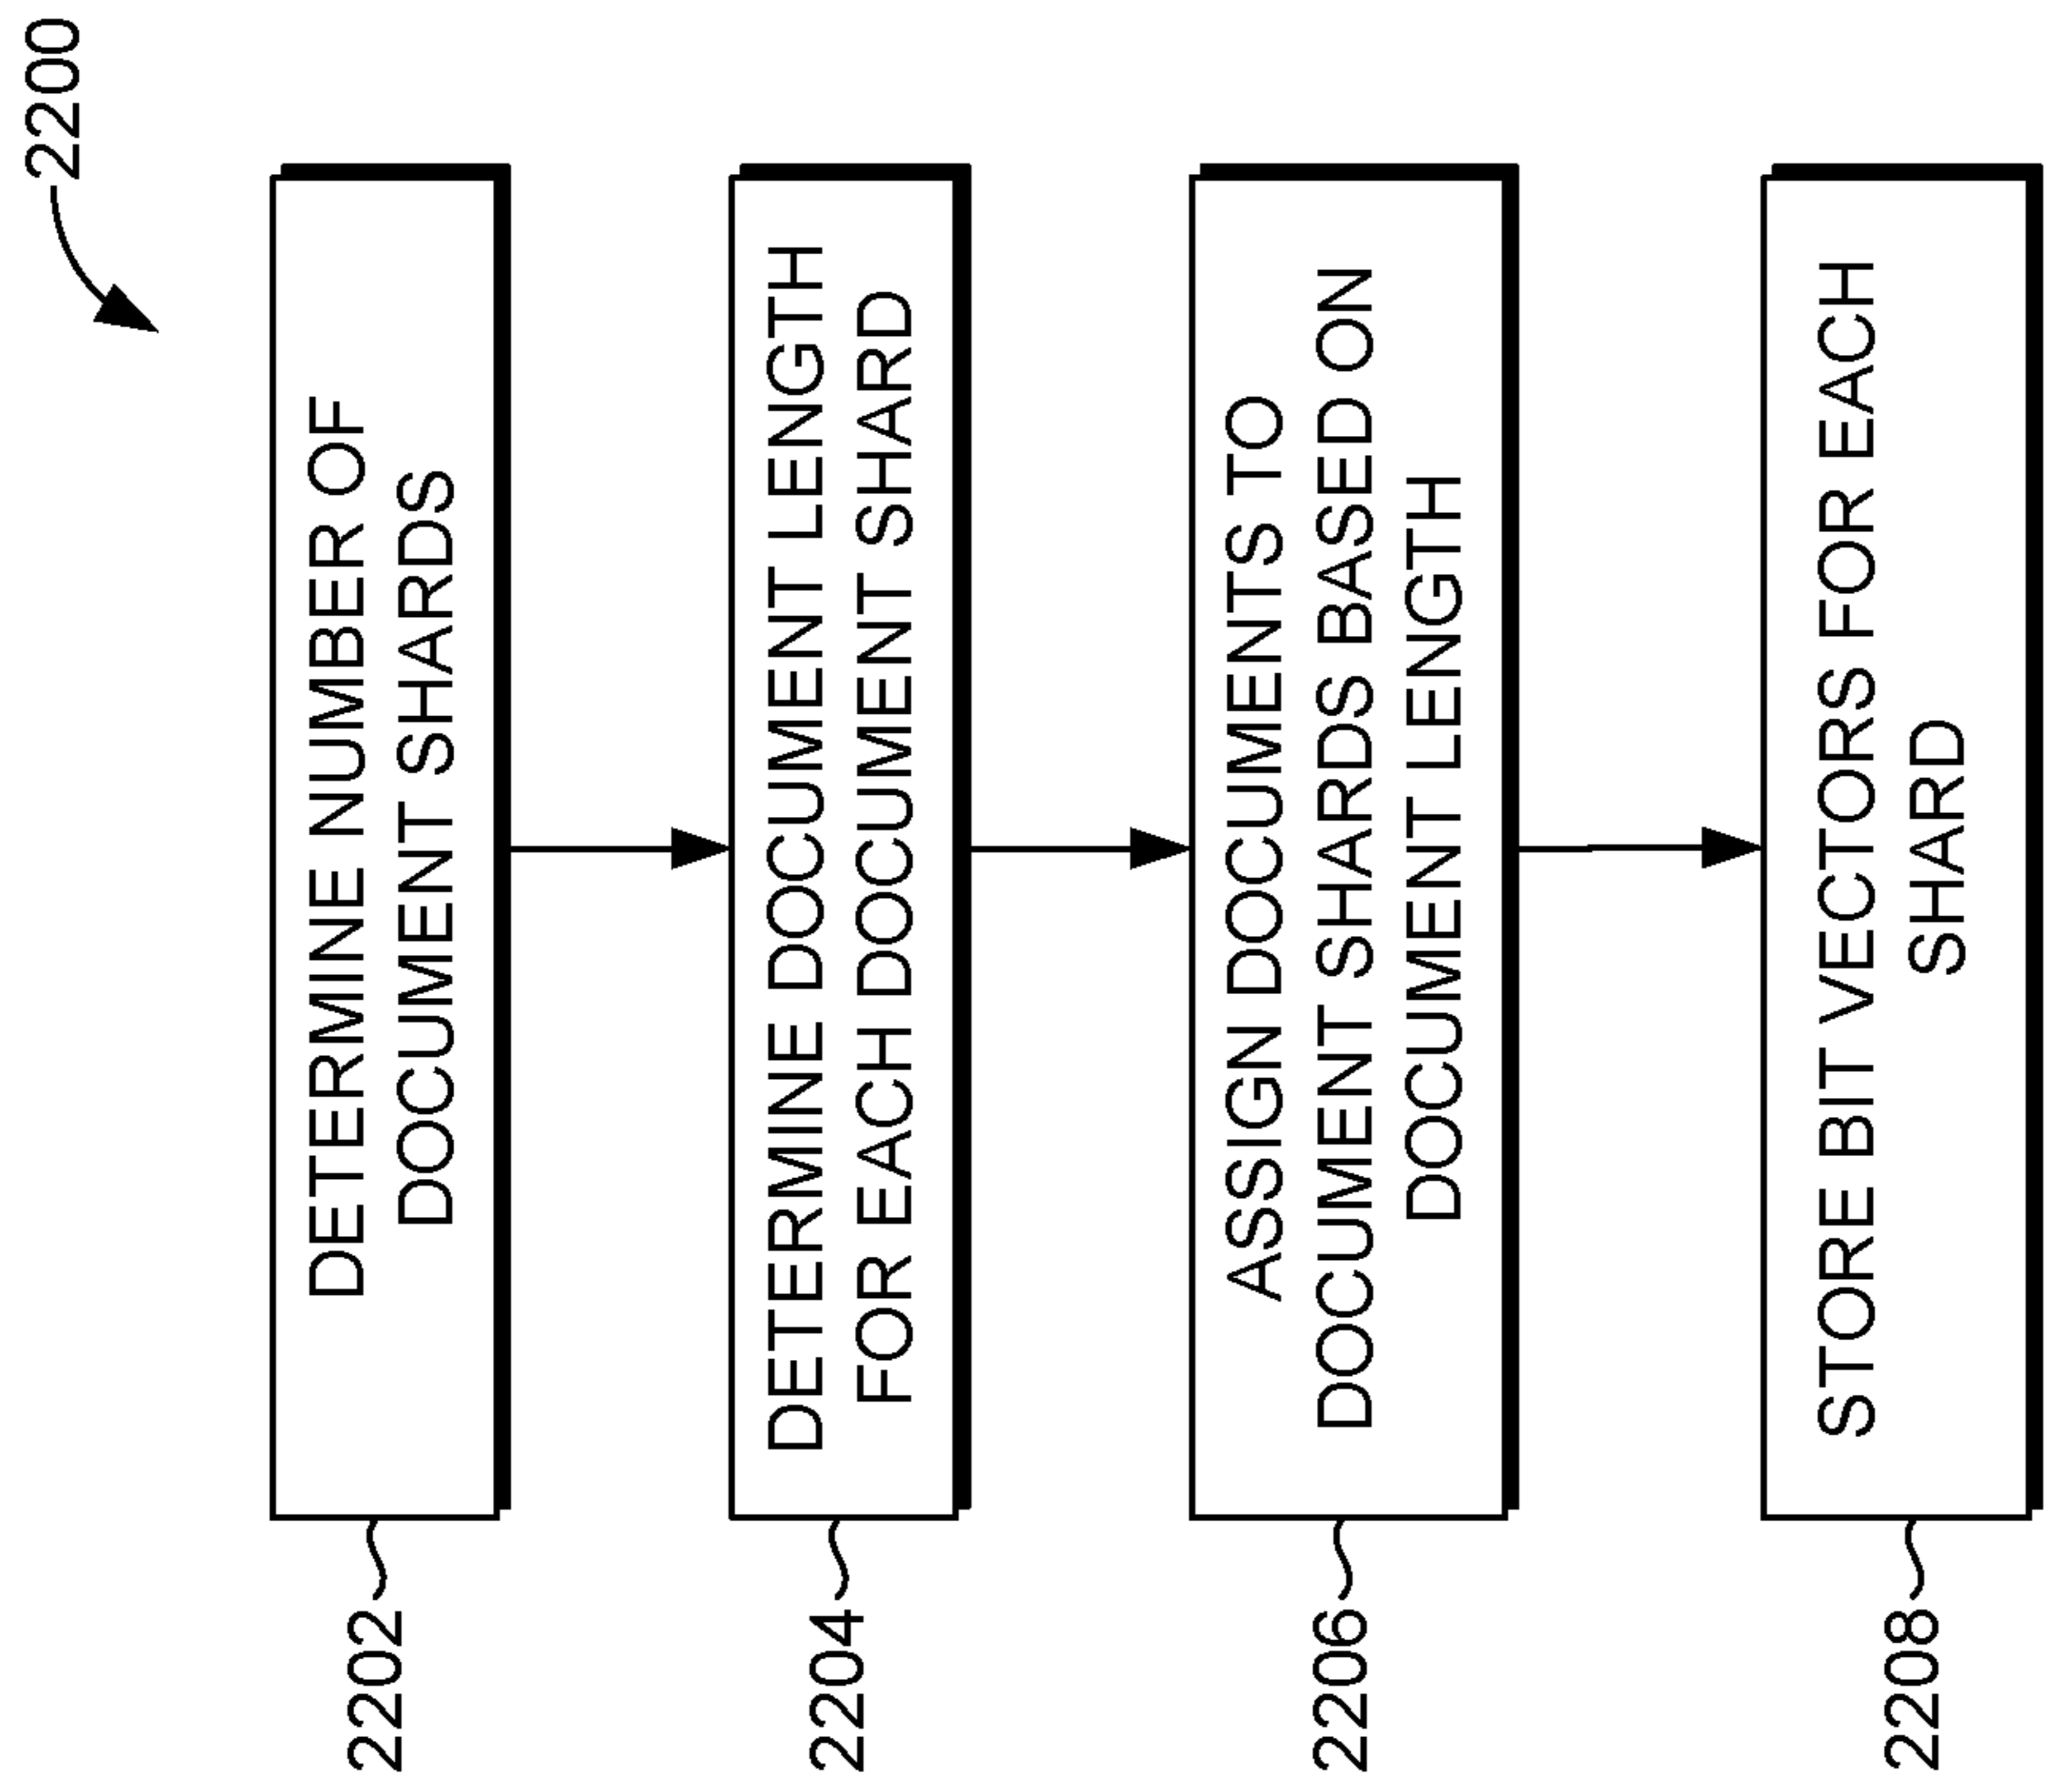 2200
2202
DETERMINE NUMBER OF
DOCUMENT SHARDS
2204
DETERMINE DOCUMENT LENGTH
FOR EACH DOCUMENT SHARD
2206
ASSIGN DOCUMENTS TO
DOCUMENT SHARDS BASED ON
DOCUMENT LENGTH
2208
STORE BIT VECTORS FOR EACH
SHARD